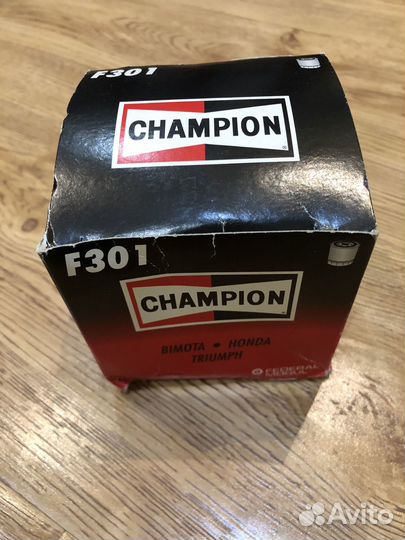 F301
CHAMPION
F301
CHAMPION
BIMOTA • HONDA
TRIUMPH
FEDERAL
MOGUL
Avito